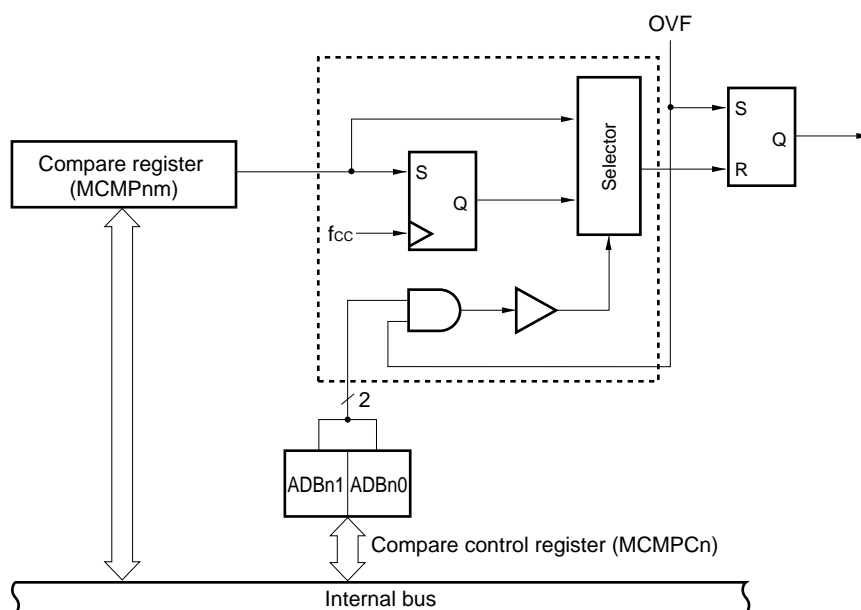 OVF
S
Q
R
Compare register
(MCMPnm)
S
Q
fCC
Selector
2
ADBn1 ADBn0
Compare control register (MCMPCn)
Internal bus